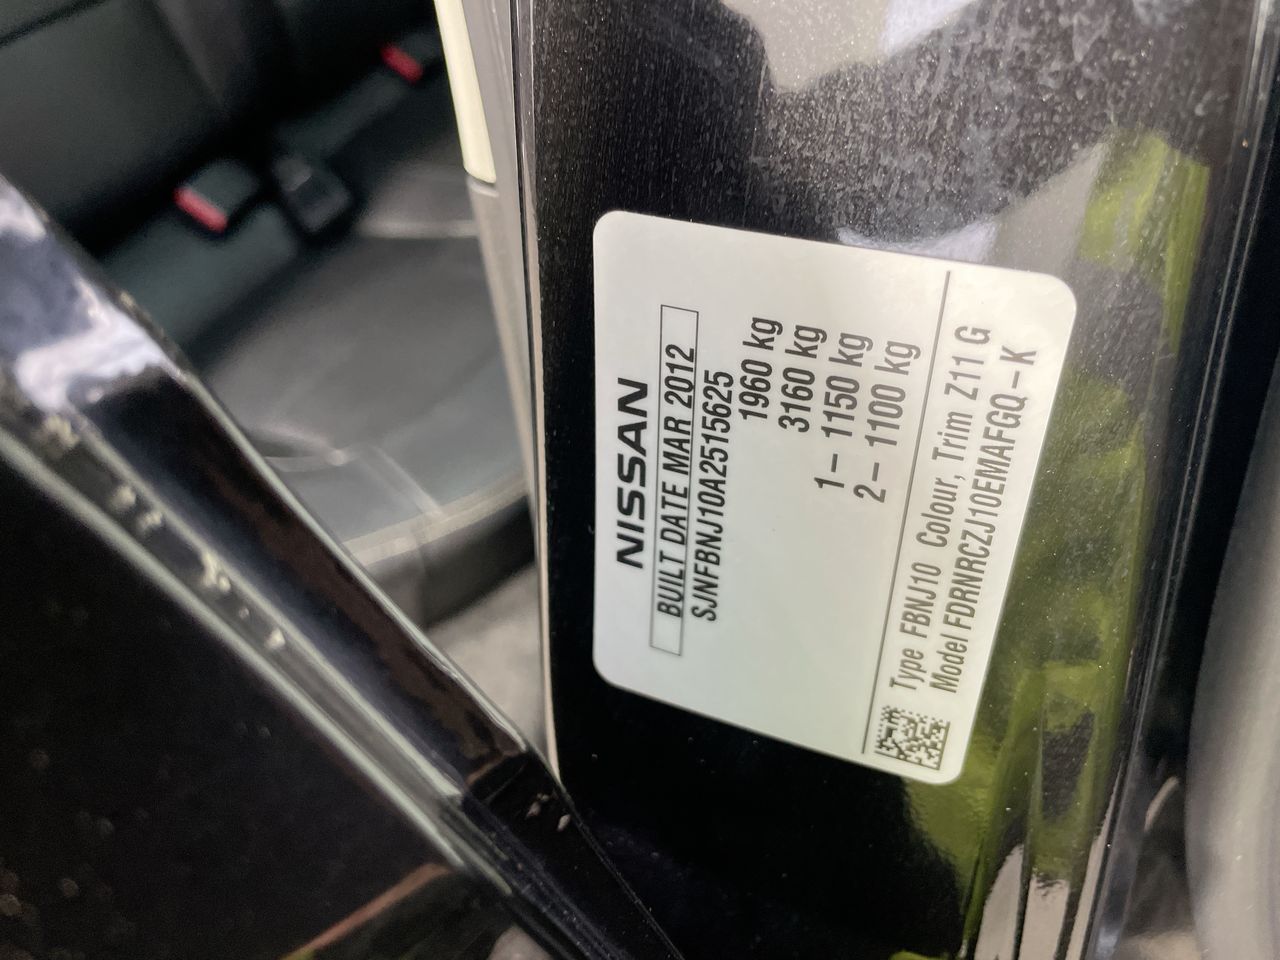 NISSAN
BUILT DATE MAR 2012
SJNFBNJ10A2515625
1960 kg
3160 kg
1– 1150 kg
2– 1100 kg
Type FBNJ10 Colour, Trim Z11 G
Model FDRNRCZJ10EMAFGQ–K